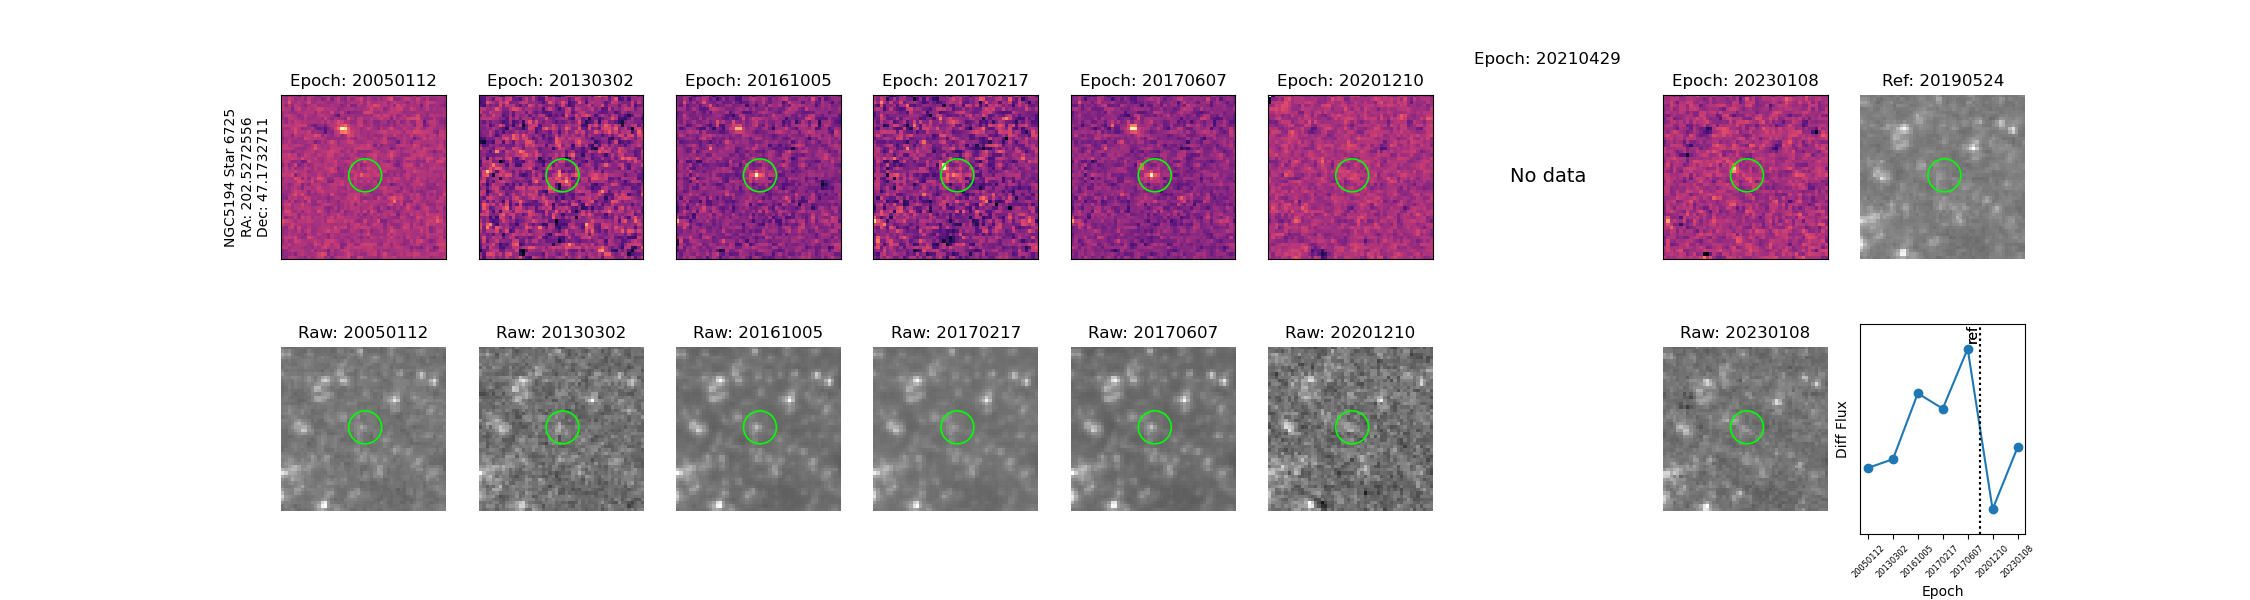 Epoch: 20210429
Epoch: 20050112
Epoch: 20130302
Epoch: 20161005
Epoch: 20170217
Epoch: 20170607
Epoch: 20201210
Epoch: 20230108
Ref: 20190524
NGC5194 Star 6725
RA: 202.5272556
Dec: 47.1732711
No data
Raw: 20050112
Raw: 20130302
Raw: 20161005
Raw: 20170217
Raw: 20170607
Raw: 20201210
Raw: 20230108
ref
Diff Flux
20050112
20130302
20161005
20170217
20170607
20201210
20230108
Epoch